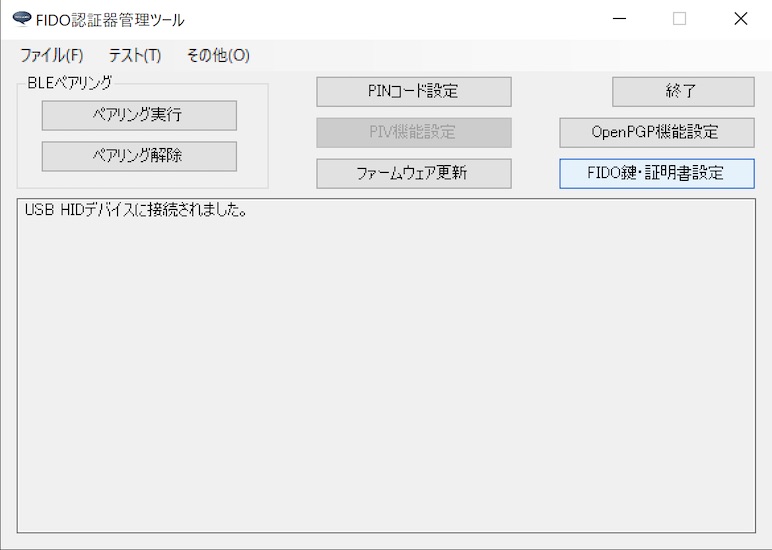 FIDO認証器管理ツール
ファイル(F) テスト(T) その他(O)
BLEペアリング
ペアリング実行
ペアリング解除
PINコード設定
PIV機能設定
ファームウェア更新
終了
OpenPGP機能設定
FIDO鍵・証明書設定
USB HIDデバイスに接続されました。